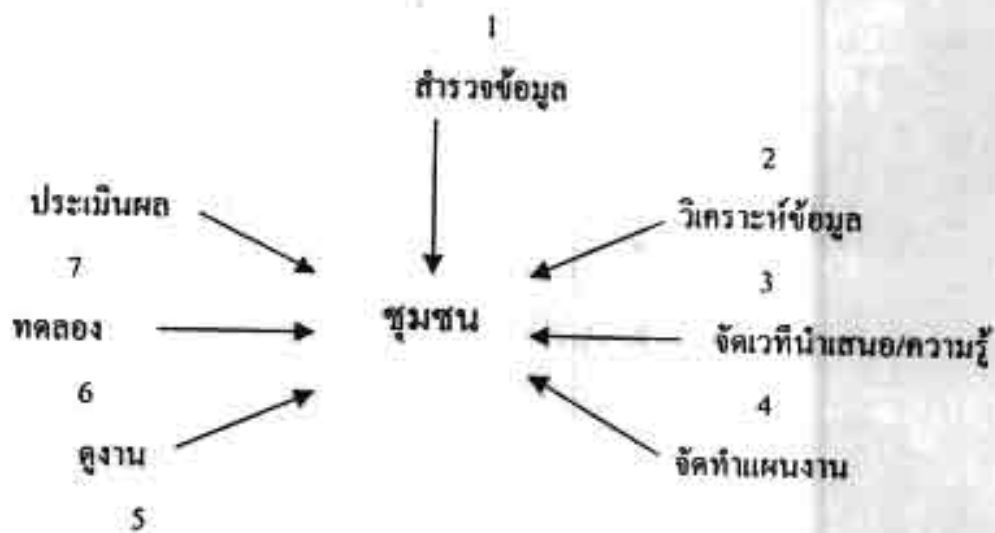 1
สำรวจข้อมูล
2
วิเคราะห์ข้อมูล
3
จัดเวทีนำเสนอ/ความรู้
4
จัดทำแผนงาน
5
ดูงาน
6
ทดลอง
7
ประเมินผล
ชุมชน